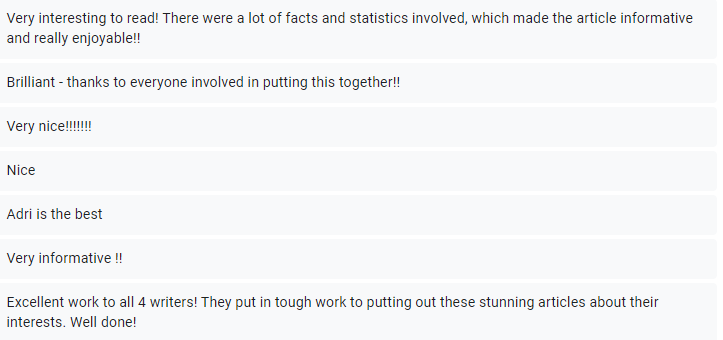 Very interesting to read! There were a lot of facts and statistics involved, which made the article informative
and really enjoyable!!
Brilliant - thanks to everyone involved in putting this together!!
Very nice!!!!!!!
Nice
Adri is the best
Very informative !!
Excellent work to all 4 writers! They put in tough work to putting out these stunning articles about their
interests. Well done!